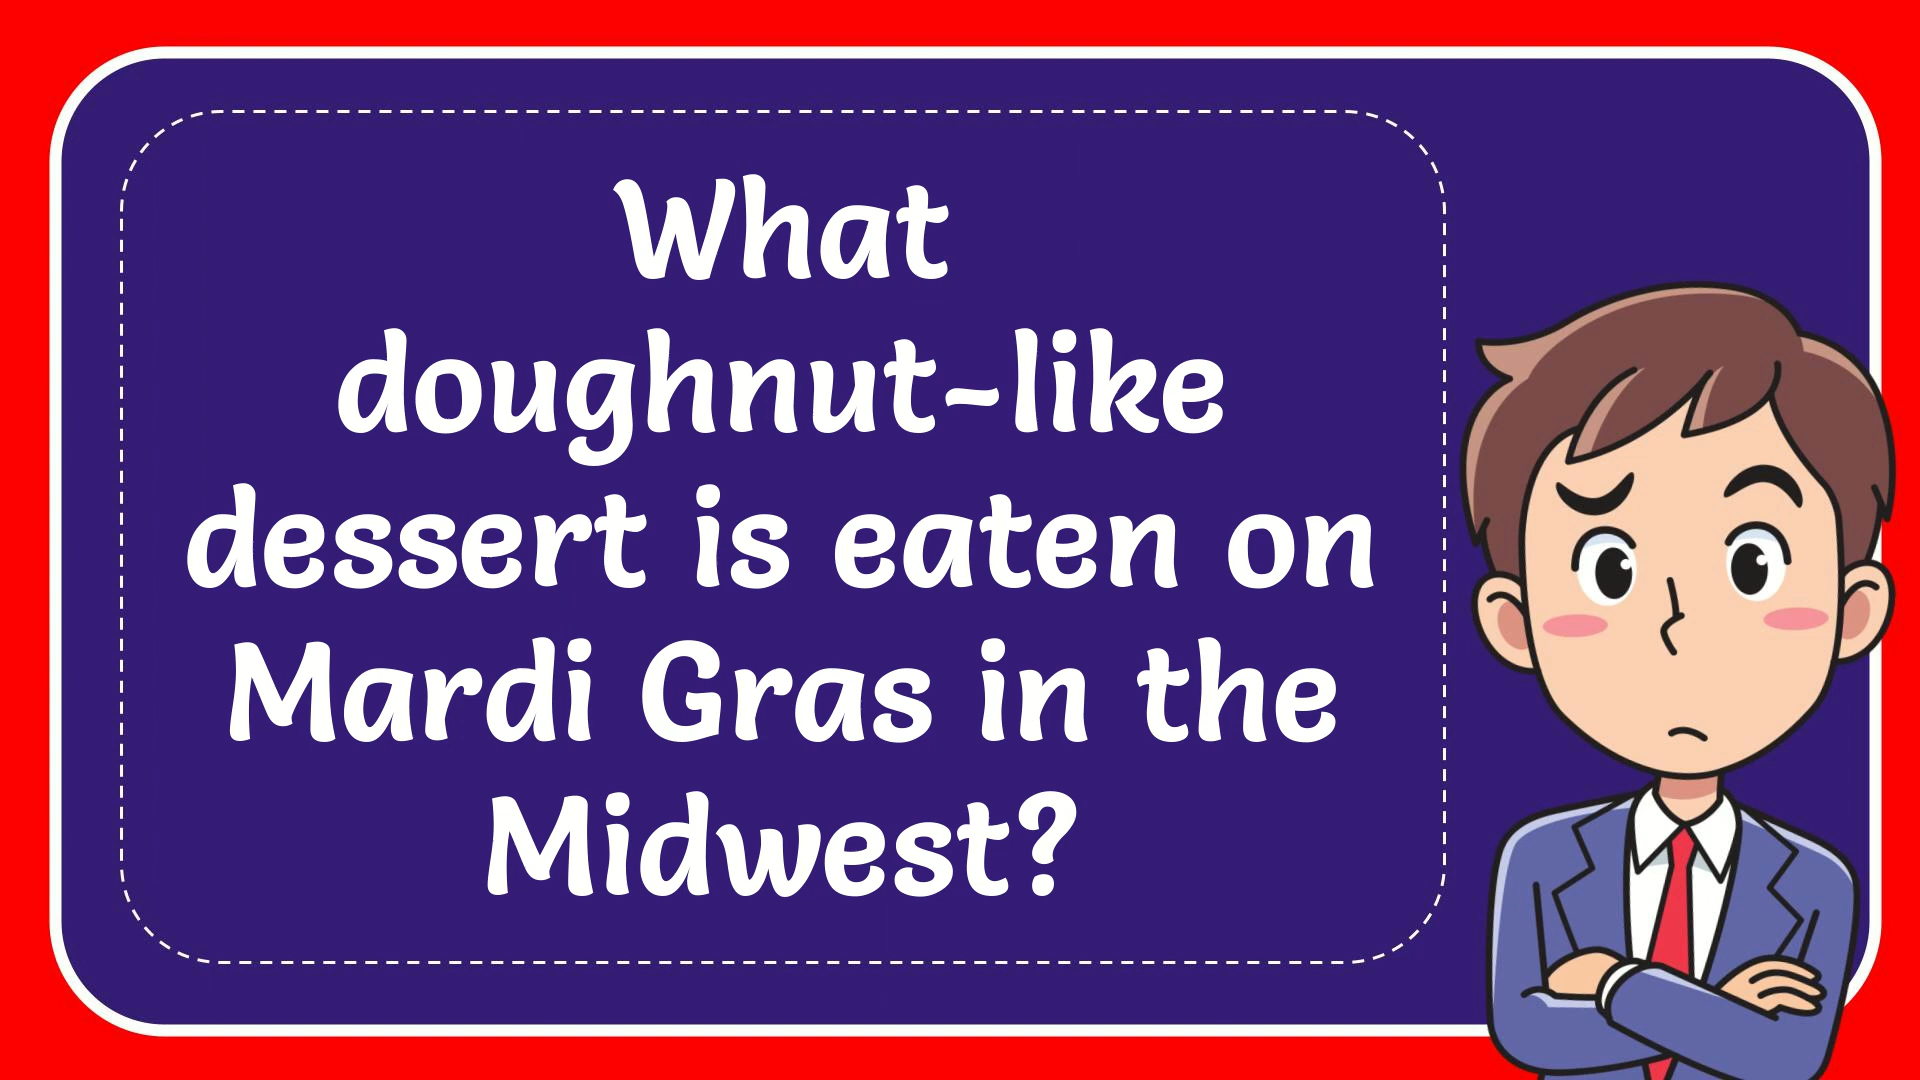 What
doughnut-like
dessert is eaten on
Mardi Gras in the
Midwest?